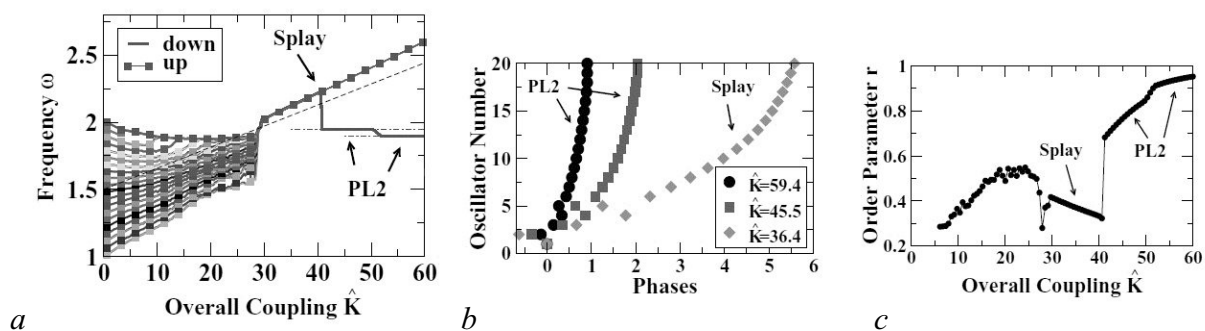 2.5
2
1.5
1
Frequency ω
down
up
Splay
PL2
0 10 20 30 40 50 60
Overall Coupling K̂
a
20
15
10
5
0
Oscillator Number
PL2
Splay
K̂=59.4
K̂=45.5
K̂=36.4
0 1 2 3 4 5 6
Phases
b
1
0.8
0.6
0.4
0.2
Order Parameter r
Splay
PL2
0 10 20 30 40 50 60
Overall Coupling K̂
c